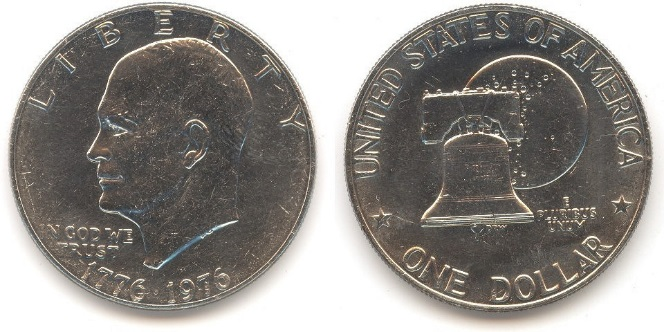 LIBERTY
IN GOD WE
TRUST
1776·1976
UNITED STATES OF AMERICA
E
PLURIBUS
UNUM
ONE DOLLAR